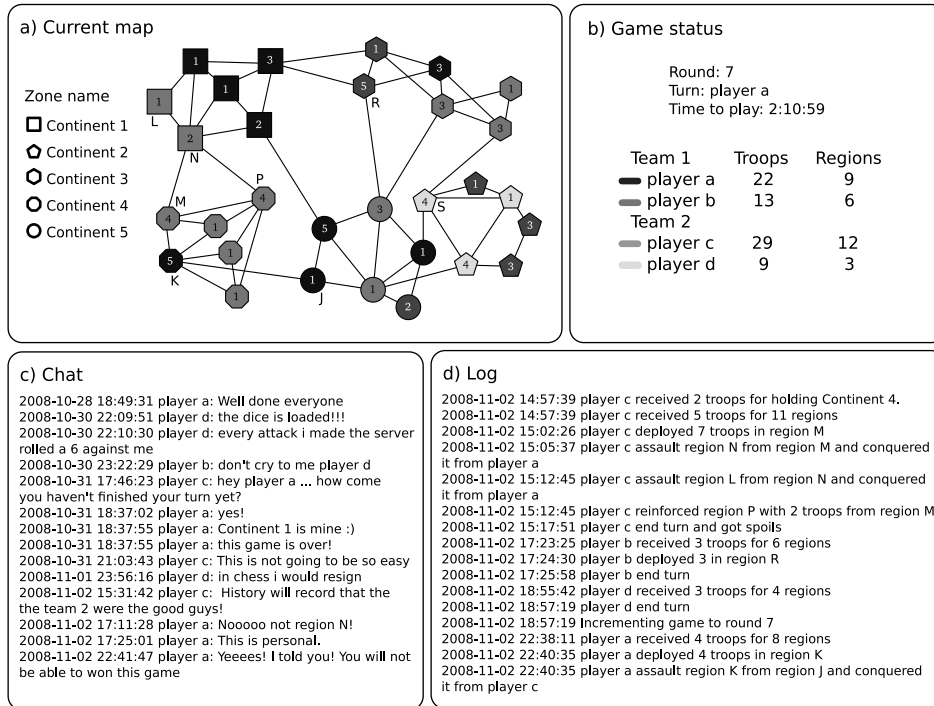 a) Current map
Zone name
Continent 1
Continent 2
Continent 3
Continent 4
Continent 5
1
3
1
1
L
2
N
2
1
3
5
R
3
1
3
P
M
4
4
1
1
5
K
1
5
1
J
3
1
1
2
4
S
1
1
3
4
3
b) Game status
Round: 7
Turn: player a
Time to play: 2:10:59
Team 1 Troops Regions
player a 22 9
player b 13 6
Team 2
player c 29 12
player d 9 3
c) Chat
2008-10-28 18:49:31 player a: Well done everyone
2008-10-30 22:09:51 player d: the dice is loaded!!!
2008-10-30 22:10:30 player d: every attack i made the server
rolled a 6 against me
2008-10-30 23:22:29 player b: don't cry to me player d
2008-10-31 17:46:23 player c: hey player a ... how come
you haven't finished your turn yet?
2008-10-31 18:37:02 player a: yes!
2008-10-31 18:37:55 player a: Continent 1 is mine :)
2008-10-31 18:37:55 player a: this game is over!
2008-10-31 21:03:43 player c: This is not going to be so easy
2008-11-01 23:56:16 player d: in chess i would resign
2008-11-02 15:31:42 player c: History will record that the
the team 2 were the good guys!
2008-11-02 17:11:28 player a: Nooooo not region N!
2008-11-02 17:25:01 player a: This is personal.
2008-11-02 22:41:47 player a: Yeeees! I told you! You will not
be able to won this game
d) Log
2008-11-02 14:57:39 player c received 2 troops for holding Continent 4.
2008-11-02 14:57:39 player c received 5 troops for 11 regions
2008-11-02 15:02:26 player c deployed 7 troops in region M
2008-11-02 15:05:37 player c assault region N from region M and conquered
it from player a
2008-11-02 15:12:45 player c assault region L from region N and conquered
it from player a
2008-11-02 15:12:45 player c reinforced region P with 2 troops from region M
2008-11-02 15:17:51 player c end turn and got spoils
2008-11-02 17:23:25 player b received 3 troops for 6 regions
2008-11-02 17:24:30 player b deployed 3 in region R
2008-11-02 17:25:58 player b end turn
2008-11-02 18:55:42 player d received 3 troops for 4 regions
2008-11-02 18:57:19 player d end turn
2008-11-02 18:57:19 Incrementing game to round 7
2008-11-02 22:38:11 player a received 4 troops for 8 regions
2008-11-02 22:40:35 player a deployed 4 troops in region K
2008-11-02 22:40:35 player a assault region K from region J and conquered
it from player c